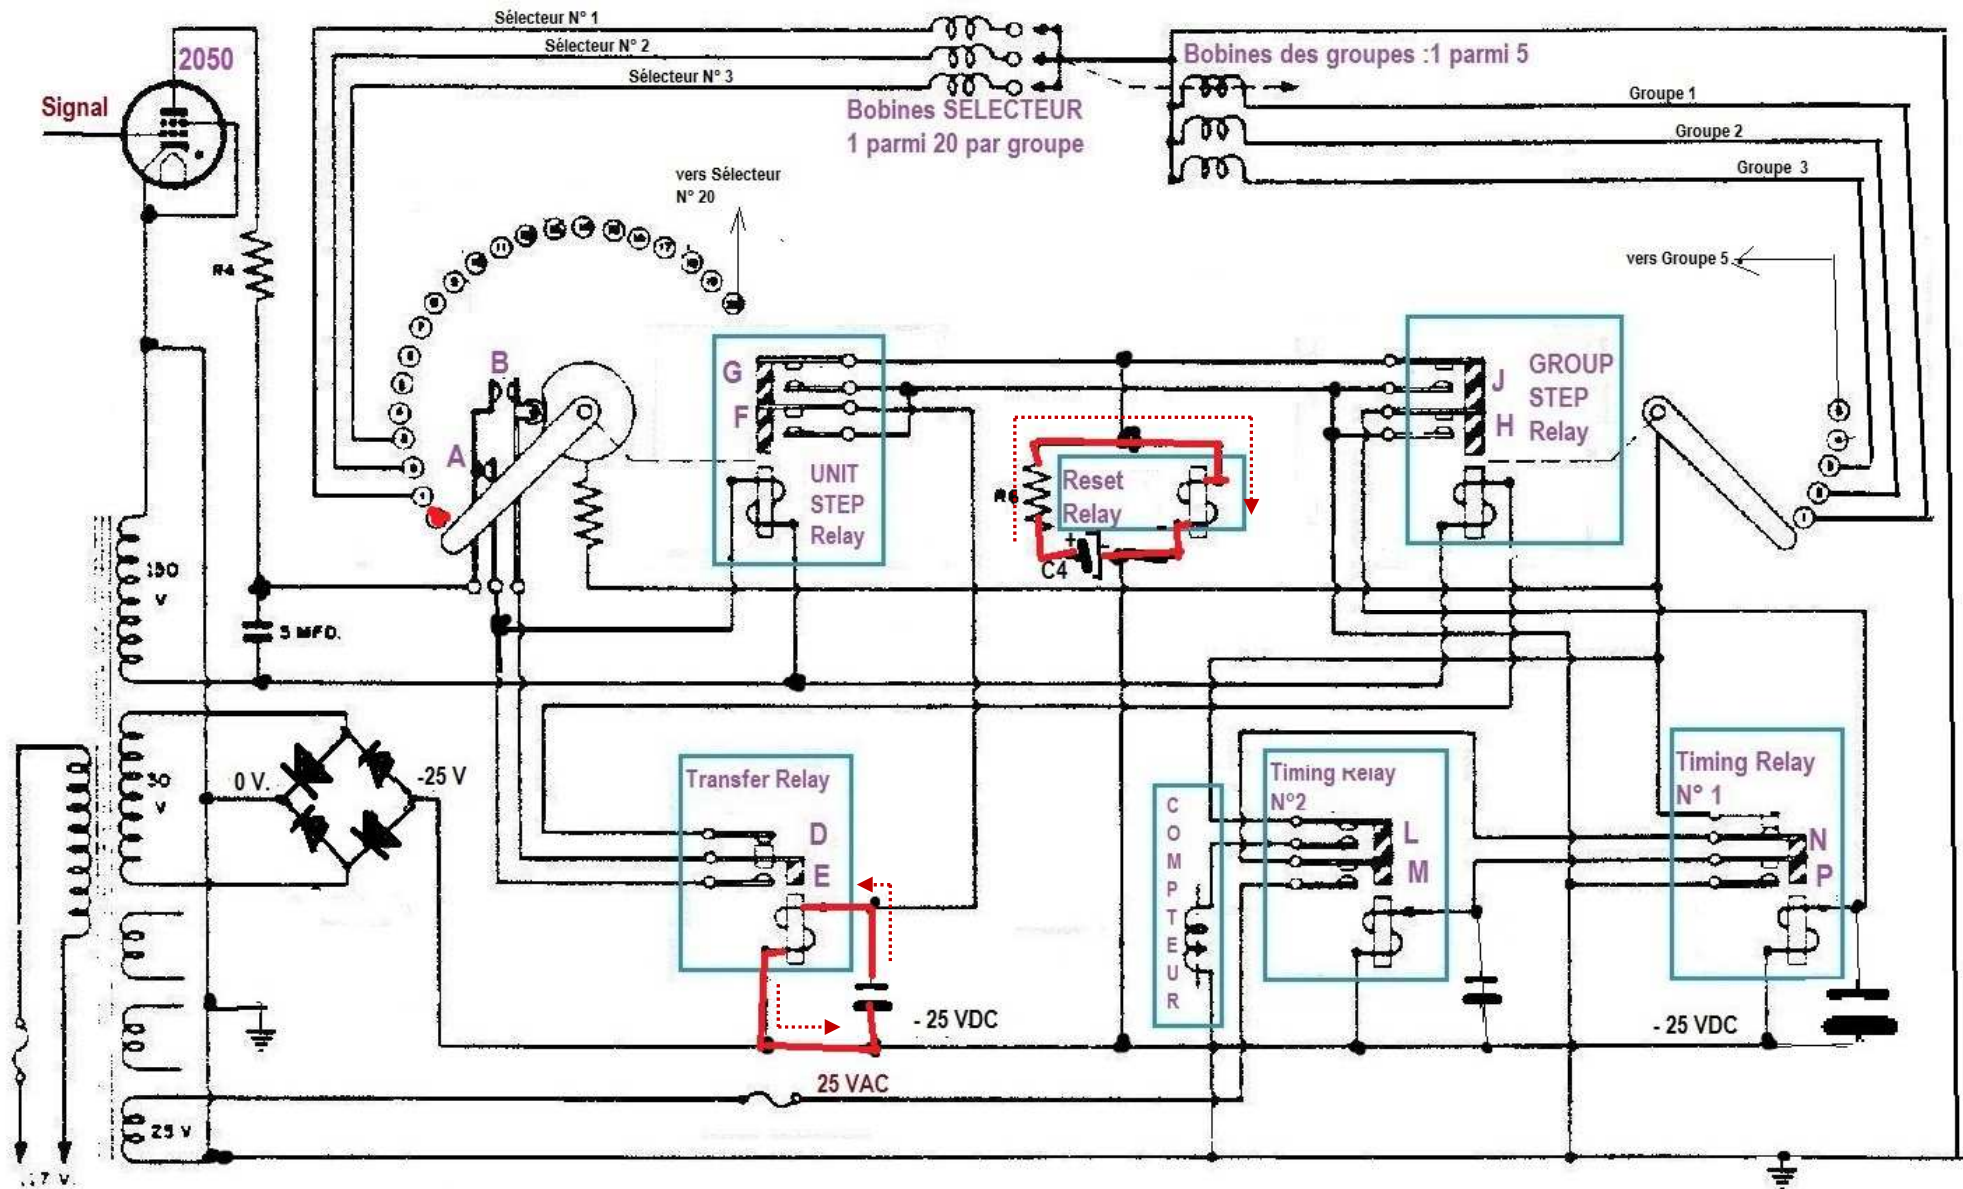 Sélecteur N° 1
2050
Sélecteur N° 2
Bobines des groupes :1 parmi 5
Sélecteur N° 3
Signal
Bobines SELECTEUR
1 parmi 20 par groupe
Groupe 1
Groupe 2
Groupe 3
vers Sélecteur
N° 20
11
17
R4
vers Groupe 5
B
G
F
J
H
GROUP
STEP
Relay
A
UNIT
STEP
Relay
Reset
Relay
1
+
-
C4
150
V
5 MFD.
0 V.
-25 V
V
Transfer Relay
D
E
COMPTEUR
Timing Relay
N°2
L
M
Timing Relay
N° 1
N
P
- 25 VDC
- 25 VDC
25 VAC
25 V